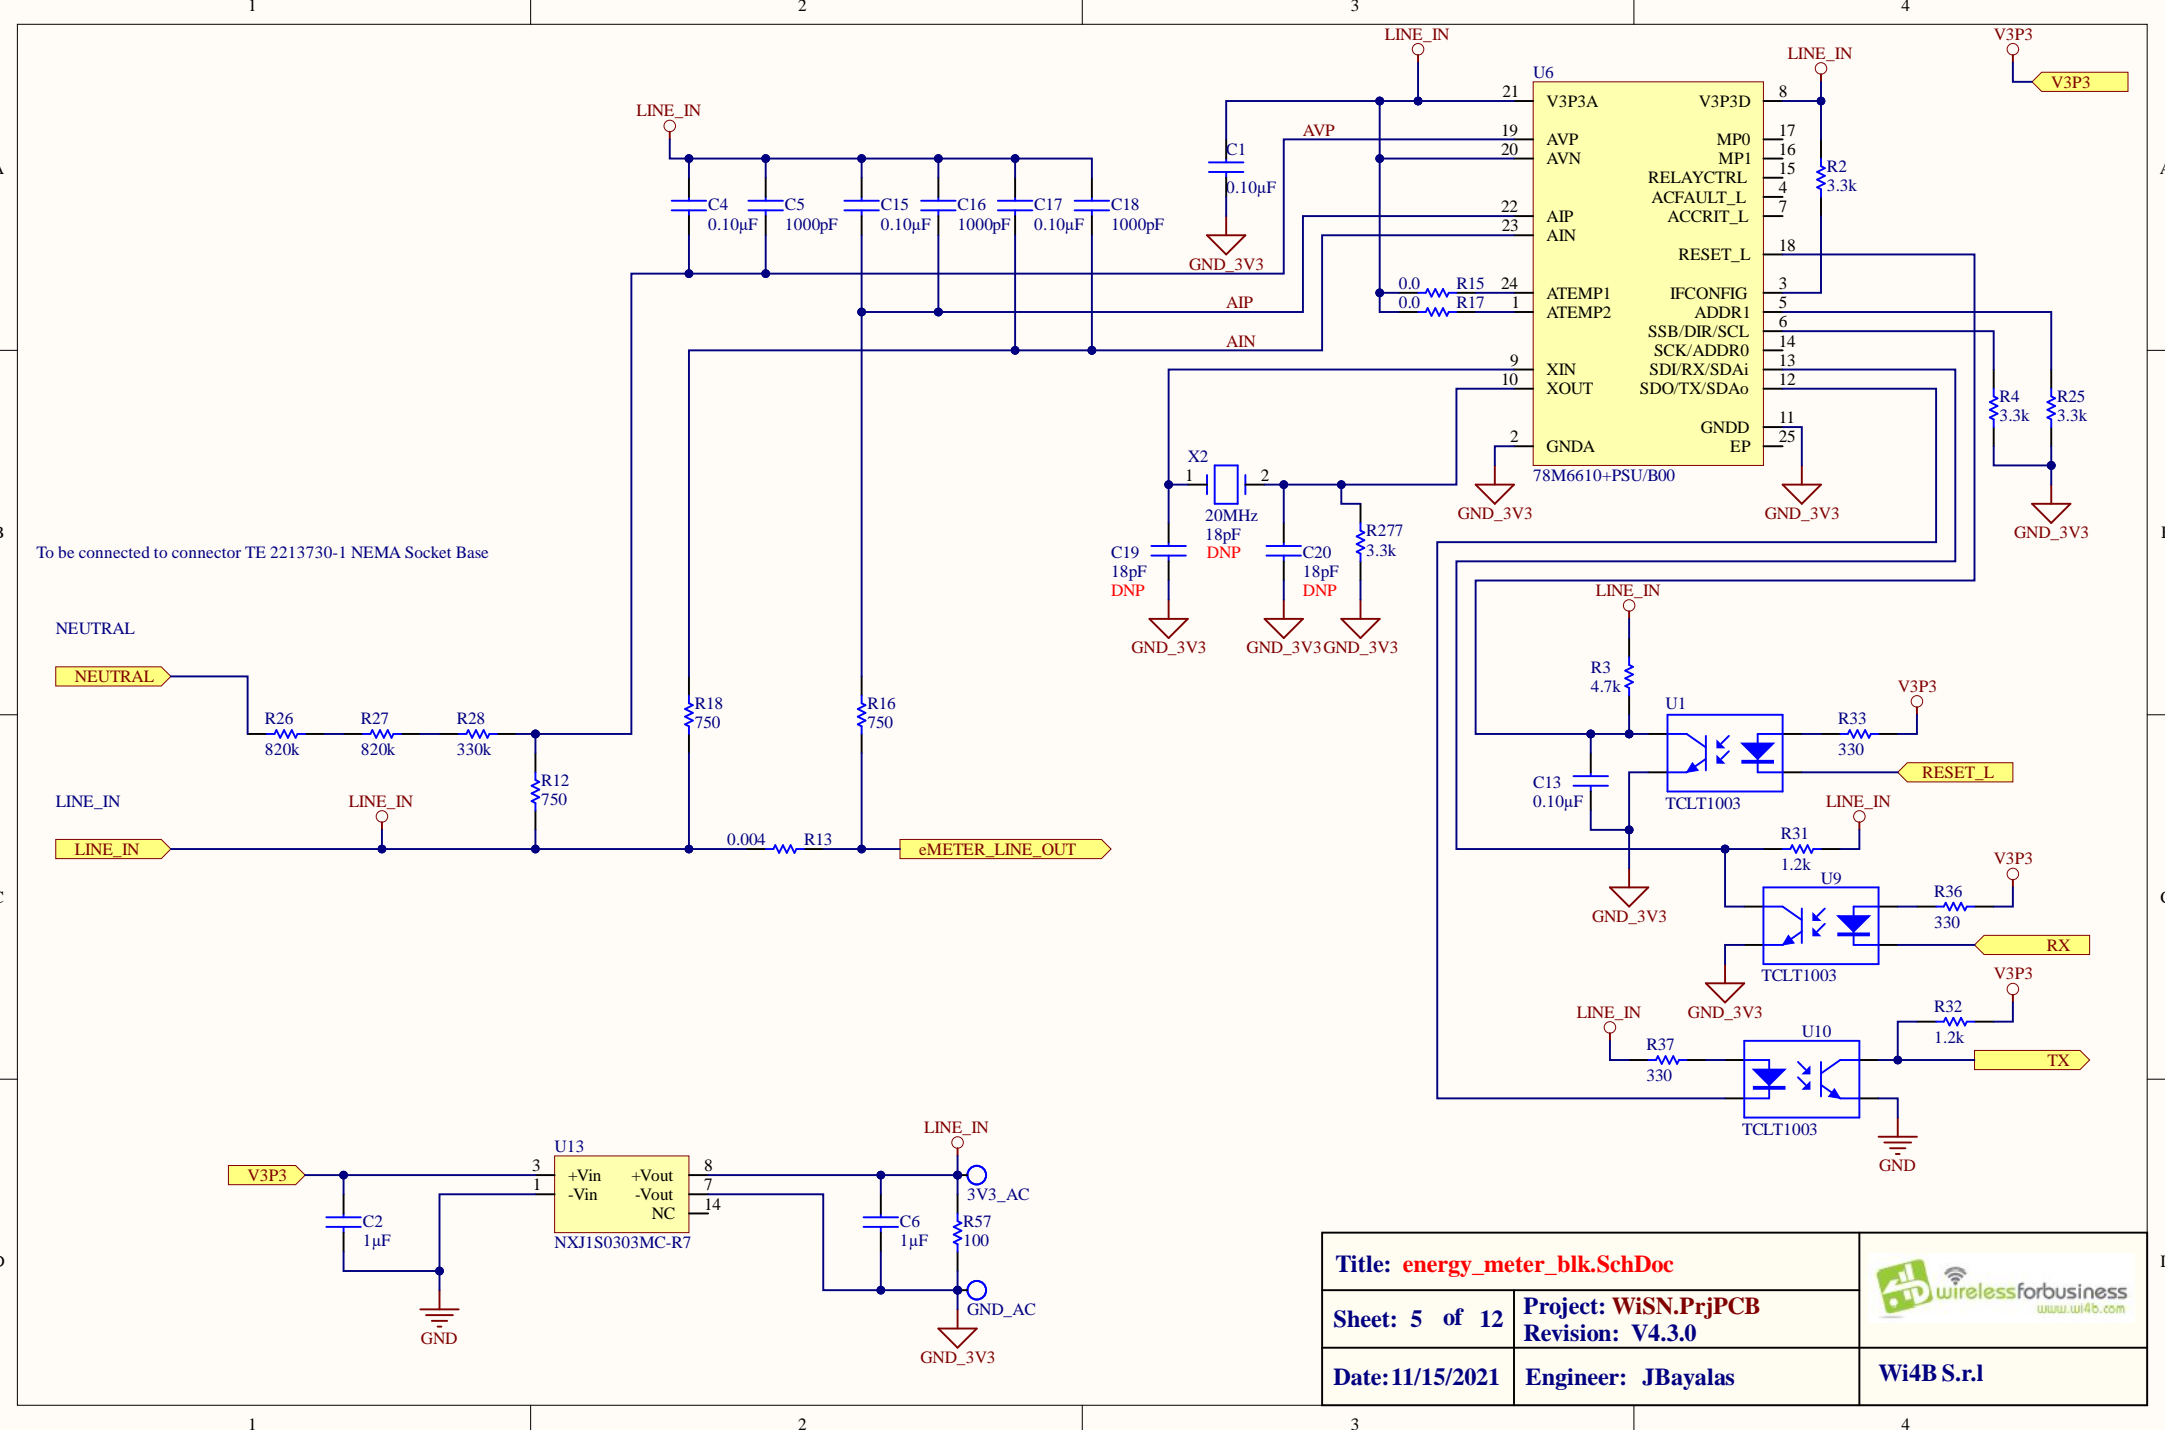 1 2 3 4
LINE_IN
V3P3
LINE_IN
V3P3
U6
21 V3P3A V3P3D 8
LINE_IN
AVP 19 AVP MP0 17
20 AVN MP1 16
C1
0.10µF
GND_3V3
RELAYCTRL 15
ACFAULT_L 4
ACCRIT_L 7
R2
3.3k
22 AIP
23 AIN
RESET_L 18
0.0 R15 24 ATEMP1 IFCONFIG 3
0.0 R17 1 ATEMP2 ADDR1 5
SSB/DIR/SCL 6
SCK/ADDR0 14
9 XIN SDI/RX/SDAi 13
10 XOUT SDO/TX/SDAo 12
GNDD 11
2 GNDA EP 25
78M6610+PSU/B00
GND_3V3
GND_3V3
R4
3.3k
R25
3.3k
GND_3V3
C4
0.10µF
C5
1000pF
C15
0.10µF
C16
1000pF
C17
0.10µF
C18
1000pF
AIP
AIN
X2
1 2
20MHz
18pF
DNP
C19
18pF
DNP
C20
18pF
DNP
R277
3.3k
GND_3V3 GND_3V3 GND_3V3
To be connected to connector TE 2213730-1 NEMA Socket Base
NEUTRAL
NEUTRAL
R26
820k
R27
820k
R28
330k
R12
750
R18
750
R16
750
LINE_IN
LINE_IN
LINE_IN
0.004 R13
eMETER_LINE_OUT
LINE_IN
R3
4.7k
U1
V3P3
R33
330
RESET_L
C13
0.10µF
TCLT1003
LINE_IN
R31
1.2k
GND_3V3
U9
V3P3
R36
330
RX
TCLT1003
GND_3V3
V3P3
LINE_IN
R37
330
U10
R32
1.2k
TX
TCLT1003
GND
LINE_IN
U13
V3P3
3 +Vin +Vout 8
1 -Vin -Vout 7
NC 14
NXJ1S0303MC-R7
C2
1µF
GND
3V3_AC
C6
1µF
R57
100
GND_AC
GND_3V3
Title: energy_meter_blk.SchDoc
Sheet: 5 of 12
Project: WiSN.PrjPCB
Revision: V4.3.0
Date: 11/15/2021
Engineer: JBayalas
wirelessforbusiness
www.wi4b.com
Wi4B S.r.l
1 2 3 4